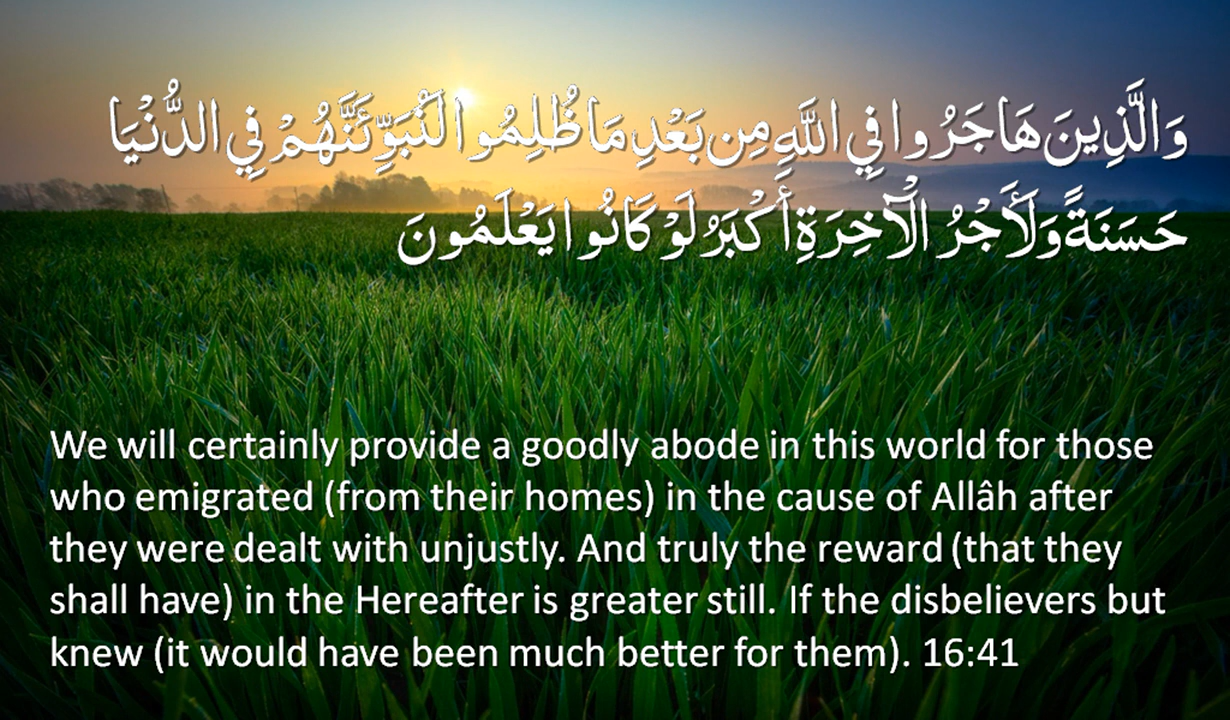 وَالَّذِينَ هَاجَرُوا فِي اللَّهِ مِن بَعْدِ مَا ظُلِمُوا لَنُبَوِّئَنَّهُمْ فِي الدُّنْيَا
حَسَنَةً وَلَأَجْرُ الْآخِرَةِ أَكْبَرُ لَوْ كَانُوا يَعْلَمُونَ
We will certainly provide a goodly abode in this world for those
who emigrated (from their homes) in the cause of Allâh after
they were dealt with unjustly. And truly the reward (that they
shall have) in the Hereafter is greater still. If the disbelievers but
knew (it would have been much better for them). 16:41